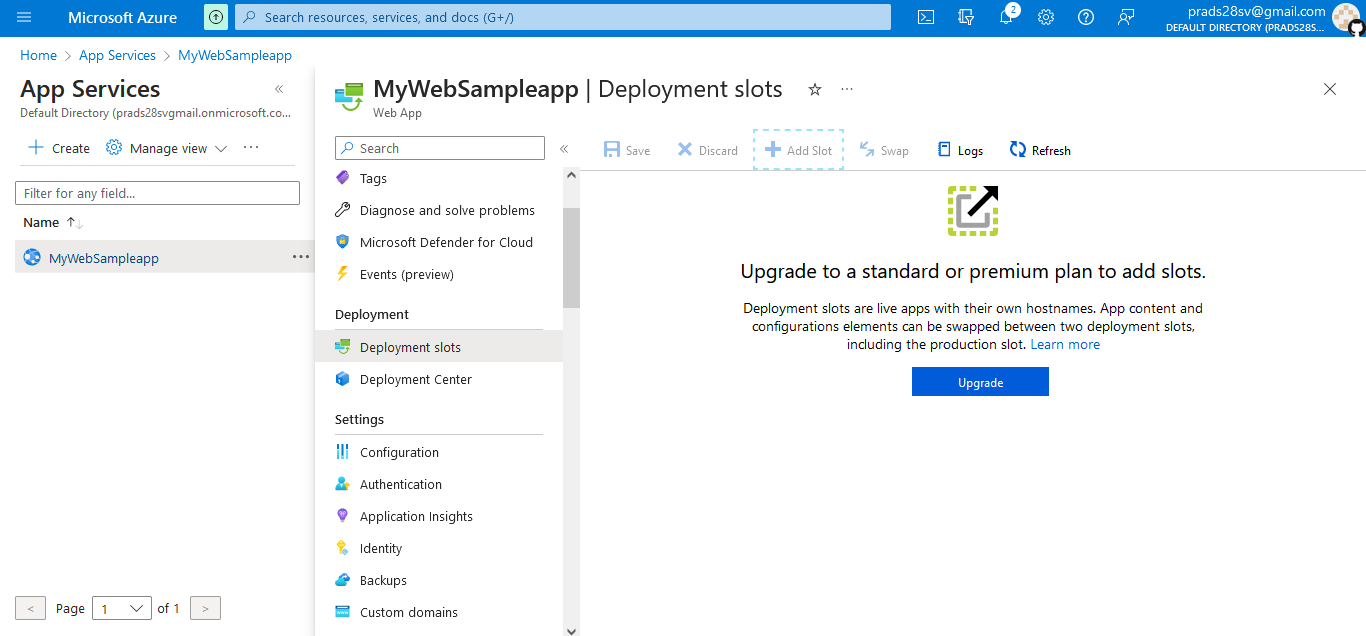 Microsoft Azure
Search resources, services, and docs (G+/)
2
prads28sv@gmail.com
DEFAULT DIRECTORY (PRADS28S...
Home > App Services > MyWebSampleapp
App Services
«
Default Directory (prads28svgmail.onmicrosoft.co...
+ Create
Manage view
...
Filter for any field...
Name
MyWebSampleapp
...
< Page 1 of 1 >
MyWebSampleapp | Deployment slots
...
Web App
Search
«
Tags
Diagnose and solve problems
Microsoft Defender for Cloud
Events (preview)
Deployment
Deployment slots
Deployment Center
Settings
Configuration
Authentication
Application Insights
Identity
Backups
Custom domains
Save
Discard
Add Slot
Swap
Logs
Refresh
Upgrade to a standard or premium plan to add slots.
Deployment slots are live apps with their own hostnames. App content and
configurations elements can be swapped between two deployment slots,
including the production slot. Learn more
Upgrade